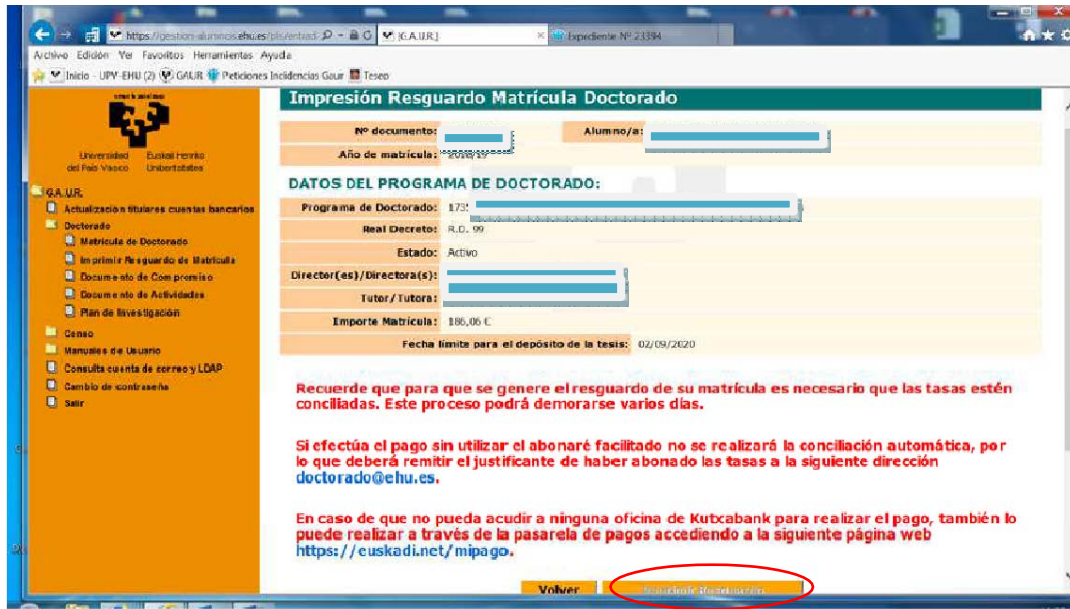 https://gestion-alumnos.ehu.es/pls/entrad
(G.A.U.R.)
Expediente Nº 23394
Archivo Edición Ver Favoritos Herramientas Ayuda
Inicio - UPV-EHU (2) GAUR Peticiones Incidencias Gaur Teseo
Impresión Resguardo Matrícula Doctorado
Nº documento: Alumno/a:
Año de matrícula: 2018/19
Universidad Euskal Herriko
del País Vasco Unibertsitatea
DATOS DEL PROGRAMA DE DOCTORADO:
G.A.U.R.
Actualización titulares cuentas bancarias
Doctorado
Matrícula de Doctorado
Imprimir Resguardo de Matrícula
Documento de Compromiso
Documento de Actividades
Plan de Investigación
Censo
Manuales de Usuario
Consulta cuenta de correo y LDAP
Cambio de contraseña
Salir
Programa de Doctorado:
Real Decreto: R.D. 99
Estado: Activo
Director(es)/Directora(s):
Tutor/Tutora:
Importe Matrícula: 186,06 €
Fecha límite para el depósito de la tesis: 02/09/2020
Recuerde que para que se genere el resguardo de su matrícula es necesario que las tasas estén
conciliadas. Este proceso podrá demorarse varios días.
Si efectúa el pago sin utilizar el abonaré facilitado no se realizará la conciliación automática, por
lo que deberá remitir el justificante de haber abonado las tasas a la siguiente dirección
doctorado@ehu.es.
En caso de que no pueda acudir a ninguna oficina de Kutxabank para realizar el pago, también lo
puede realizar a través de la pasarela de pagos accediendo a la siguiente página web
https://euskadi.net/mipago.
Volver